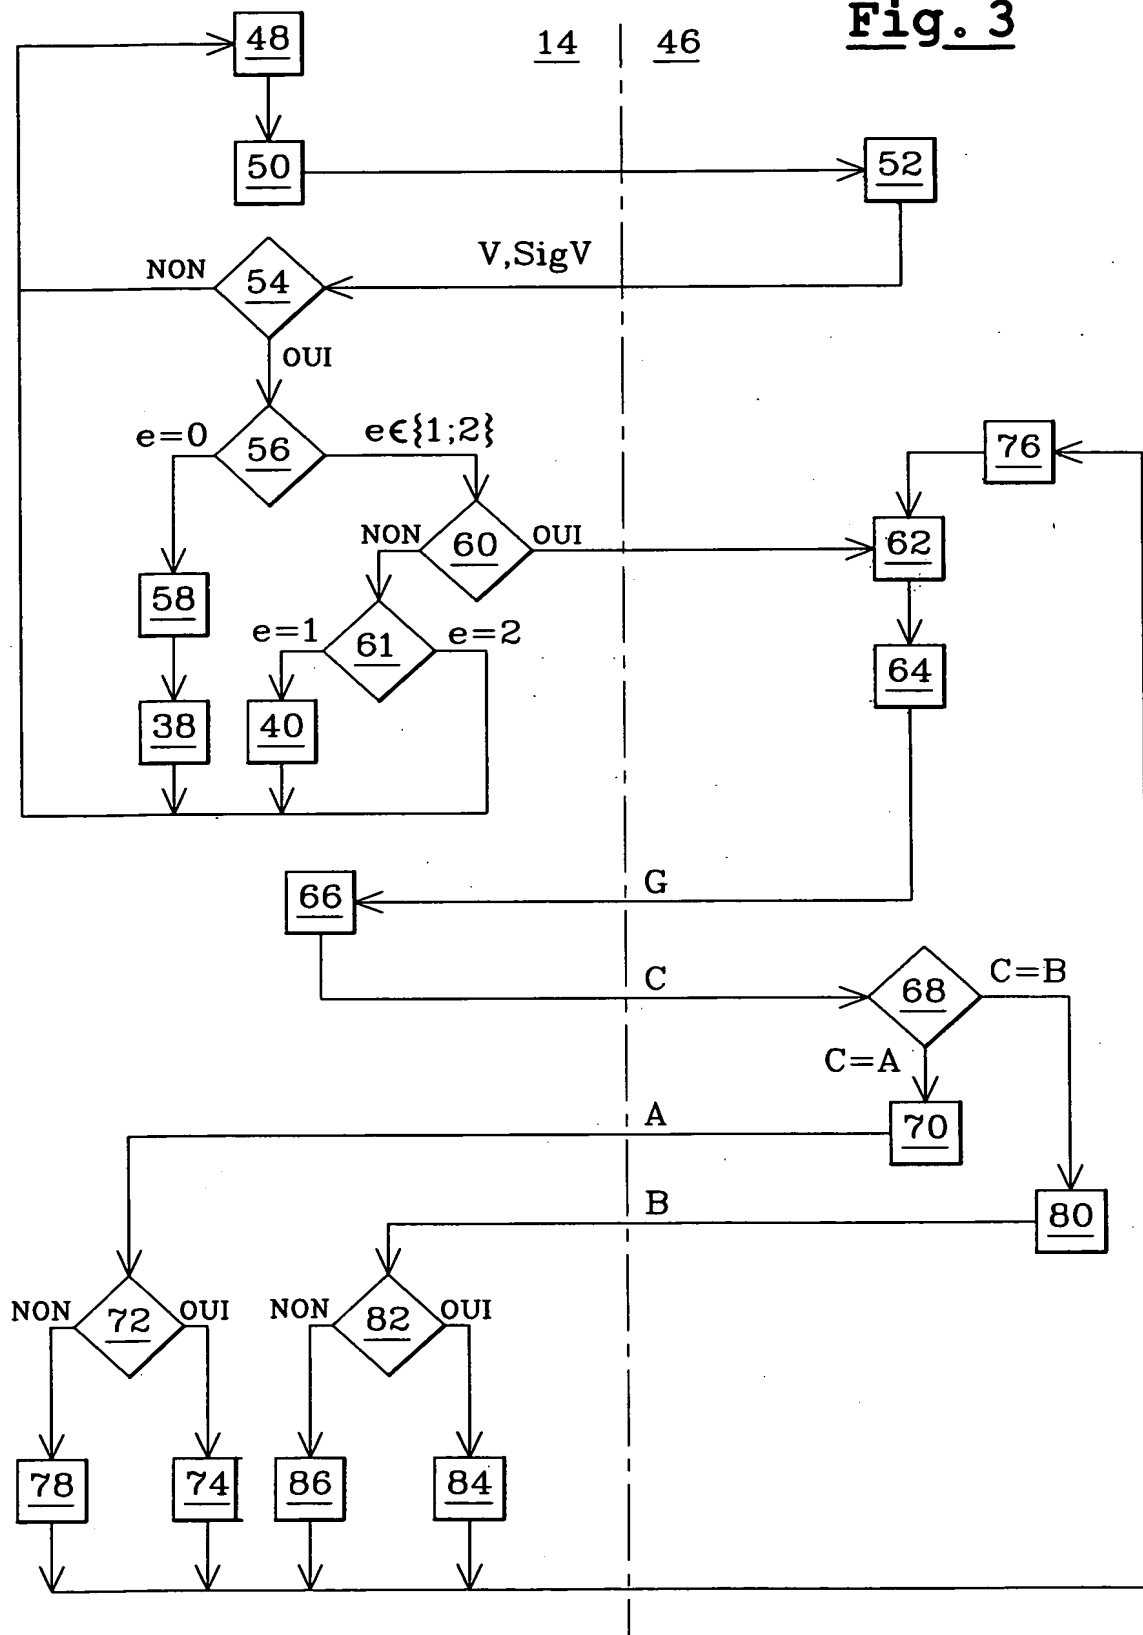 Fig. 3
14
46
48
50
52
V,SigV
NON
54
OUI
e=0
56
e∈{1;2}
76
NON
60
OUI
62
58
e=1
61
e=2
64
38
40
66
G
C
68
C=B
C=A
A
70
B
80
NON
72
OUI
NON
82
OUI
78
74
86
84